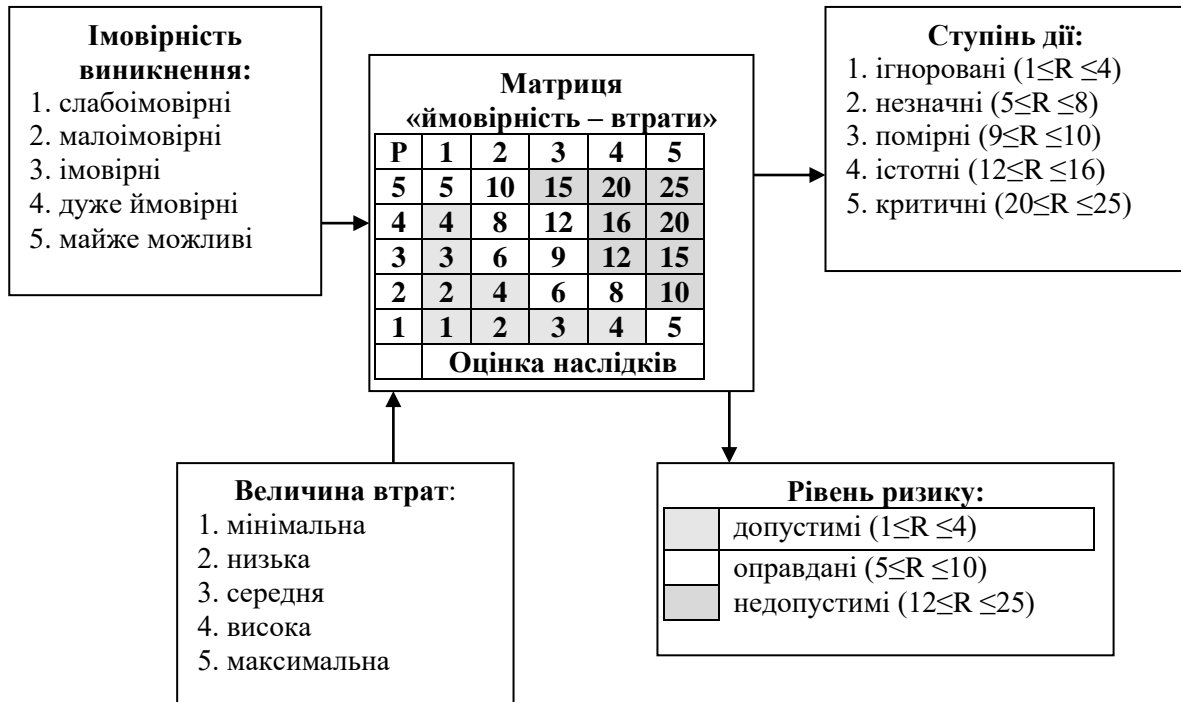 Імовірність
виникнення:
1. слабоімовірні
2. малоімовірні
3. імовірні
4. дуже ймовірні
5. майже можливі
Матриця
«ймовірність – втрати»
Р 1 2 3 4 5
5 5 10 15 20 25
4 4 8 12 16 20
3 3 6 9 12 15
2 2 4 6 8 10
1 1 2 3 4 5
Оцінка наслідків
Ступінь дії:
1. ігноровані (1≤R ≤4)
2. незначні (5≤R ≤8)
3. помірні (9≤R ≤10)
4. істотні (12≤R ≤16)
5. критичні (20≤R ≤25)
Величина втрат:
1. мінімальна
2. низька
3. середня
4. висока
5. максимальна
Рівень ризику:
допустимі (1≤R ≤4)
оправдані (5≤R ≤10)
недопустимі (12≤R ≤25)